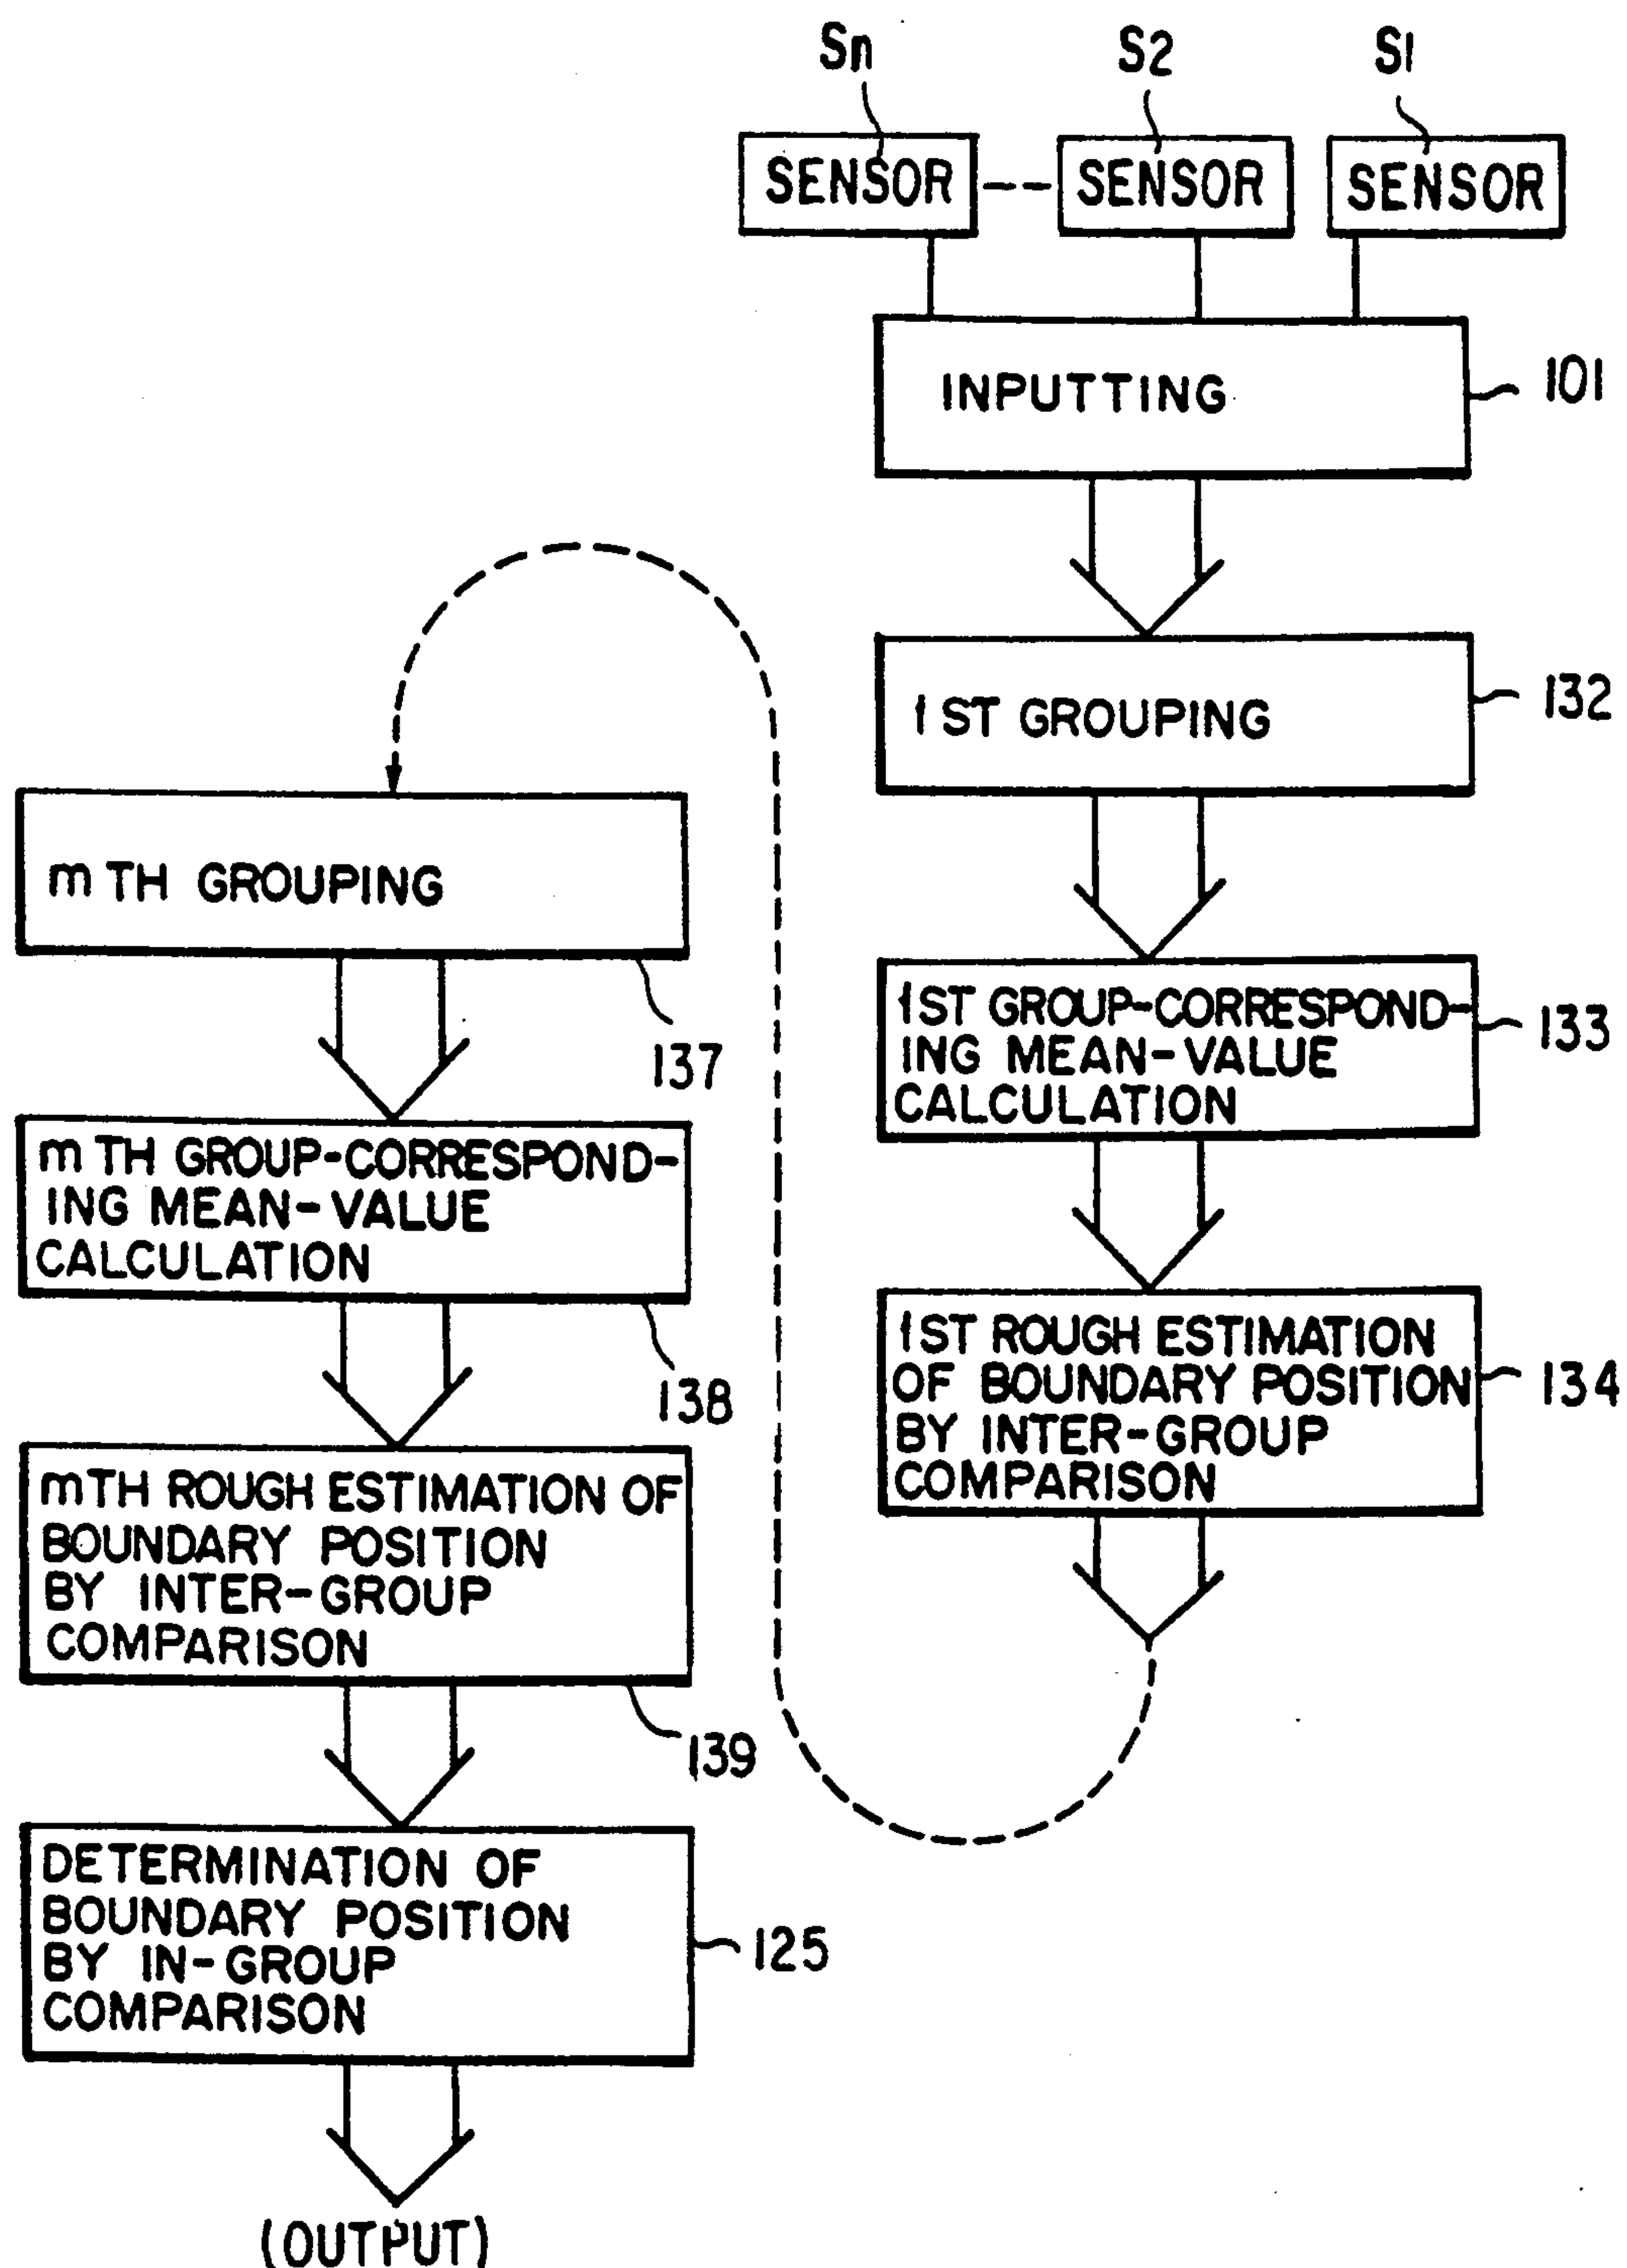 Sn S2 S1
SENSOR SENSOR SENSOR
INPUTTING 101
1ST GROUPING 132
1ST GROUP-CORRESPOND-
ING MEAN-VALUE
CALCULATION
133
1ST ROUGH ESTIMATION
OF BOUNDARY POSITION
BY INTER-GROUP
COMPARISON
134
mTH GROUPING
137
mTH GROUP-CORRESPOND-
ING MEAN-VALUE
CALCULATION
138
mTH ROUGH ESTIMATION OF
BOUNDARY POSITION
BY INTER-GROUP
COMPARISON
139
DETERMINATION OF
BOUNDARY POSITION
BY IN-GROUP
COMPARISON
125
(OUTPUT)